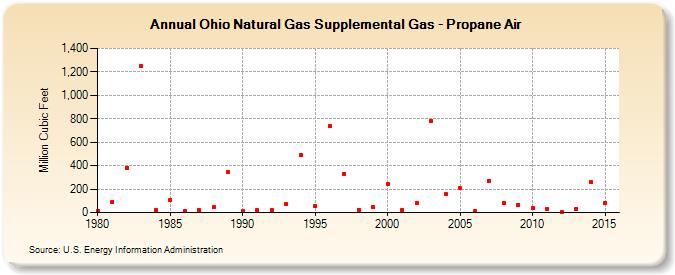 Annual Ohio Natural Gas Supplemental Gas - Propane Air
Million Cubic Feet
1,400
1,200
1,000
800
600
400
200
0
1980 1985 1990 1995 2000 2005 2010 2015
Source: U.S. Energy Information Administration